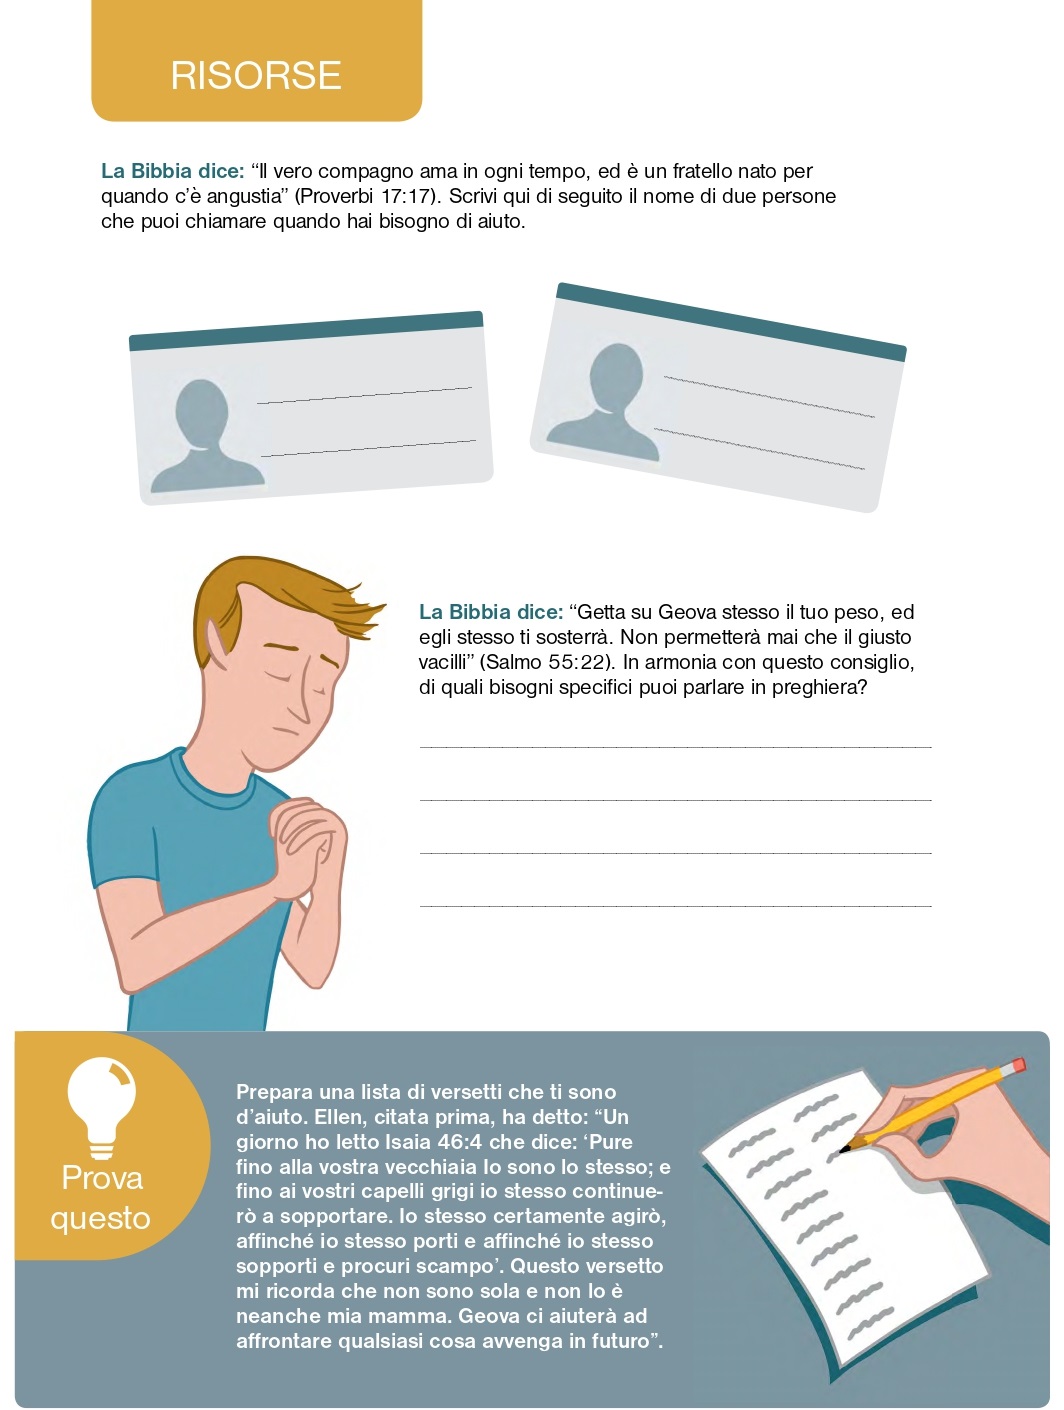 RISORSE
La Bibbia dice: “Il vero compagno ama in ogni tempo, ed è un fratello nato per
quando c’è angustia” (Proverbi 17:17). Scrivi qui di seguito il nome di due persone
che puoi chiamare quando hai bisogno di aiuto.
La Bibbia dice: “Getta su Geova stesso il tuo peso, ed
egli stesso ti sosterrà. Non permetterà mai che il giusto
vacilli” (Salmo 55:22). In armonia con questo consiglio,
di quali bisogni specifici puoi parlare in preghiera?
Prova
questo
Prepara una lista di versetti che ti sono
d’aiuto. Ellen, citata prima, ha detto: “Un
giorno ho letto Isaia 46:4 che dice: ‘Pure
fino alla vostra vecchiaia Io sono lo stesso; e
fino ai vostri capelli grigi io stesso continue-
rò a sopportare. Io stesso certamente agirò,
affinché io stesso porti e affinché io stesso
sopporti e procuri scampo’. Questo versetto
mi ricorda che non sono sola e non lo è
neanche mia mamma. Geova ci aiuterà ad
affrontare qualsiasi cosa avvenga in futuro”.